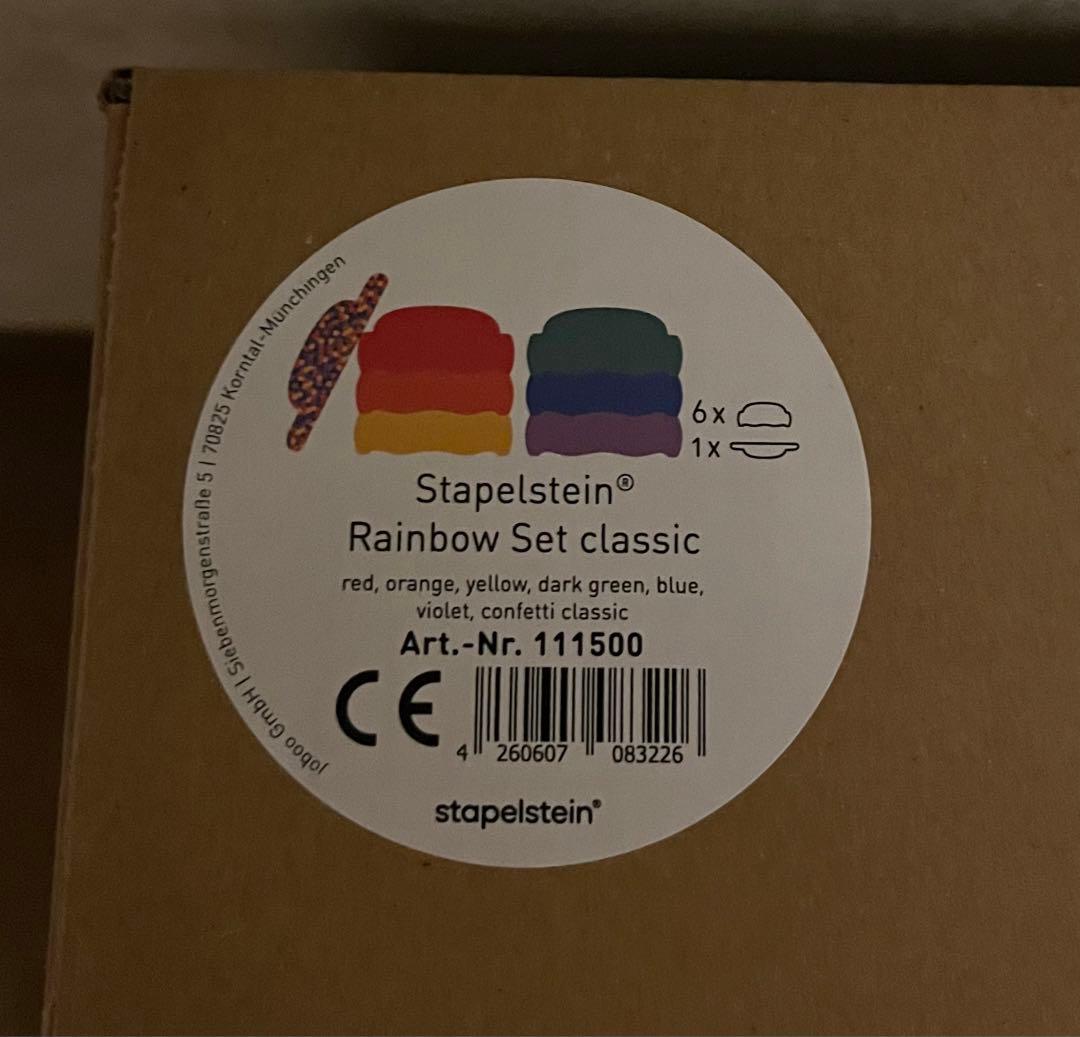 joboo GmbH | Siebenmorgenstraße 5 | 70825 Korntal-Münchingen
6x
1x
Stapelstein®
Rainbow Set classic
red, orange, yellow, dark green, blue,
violet, confetti classic
Art.-Nr. 111500
CE
4 260607 083226
stapelstein®